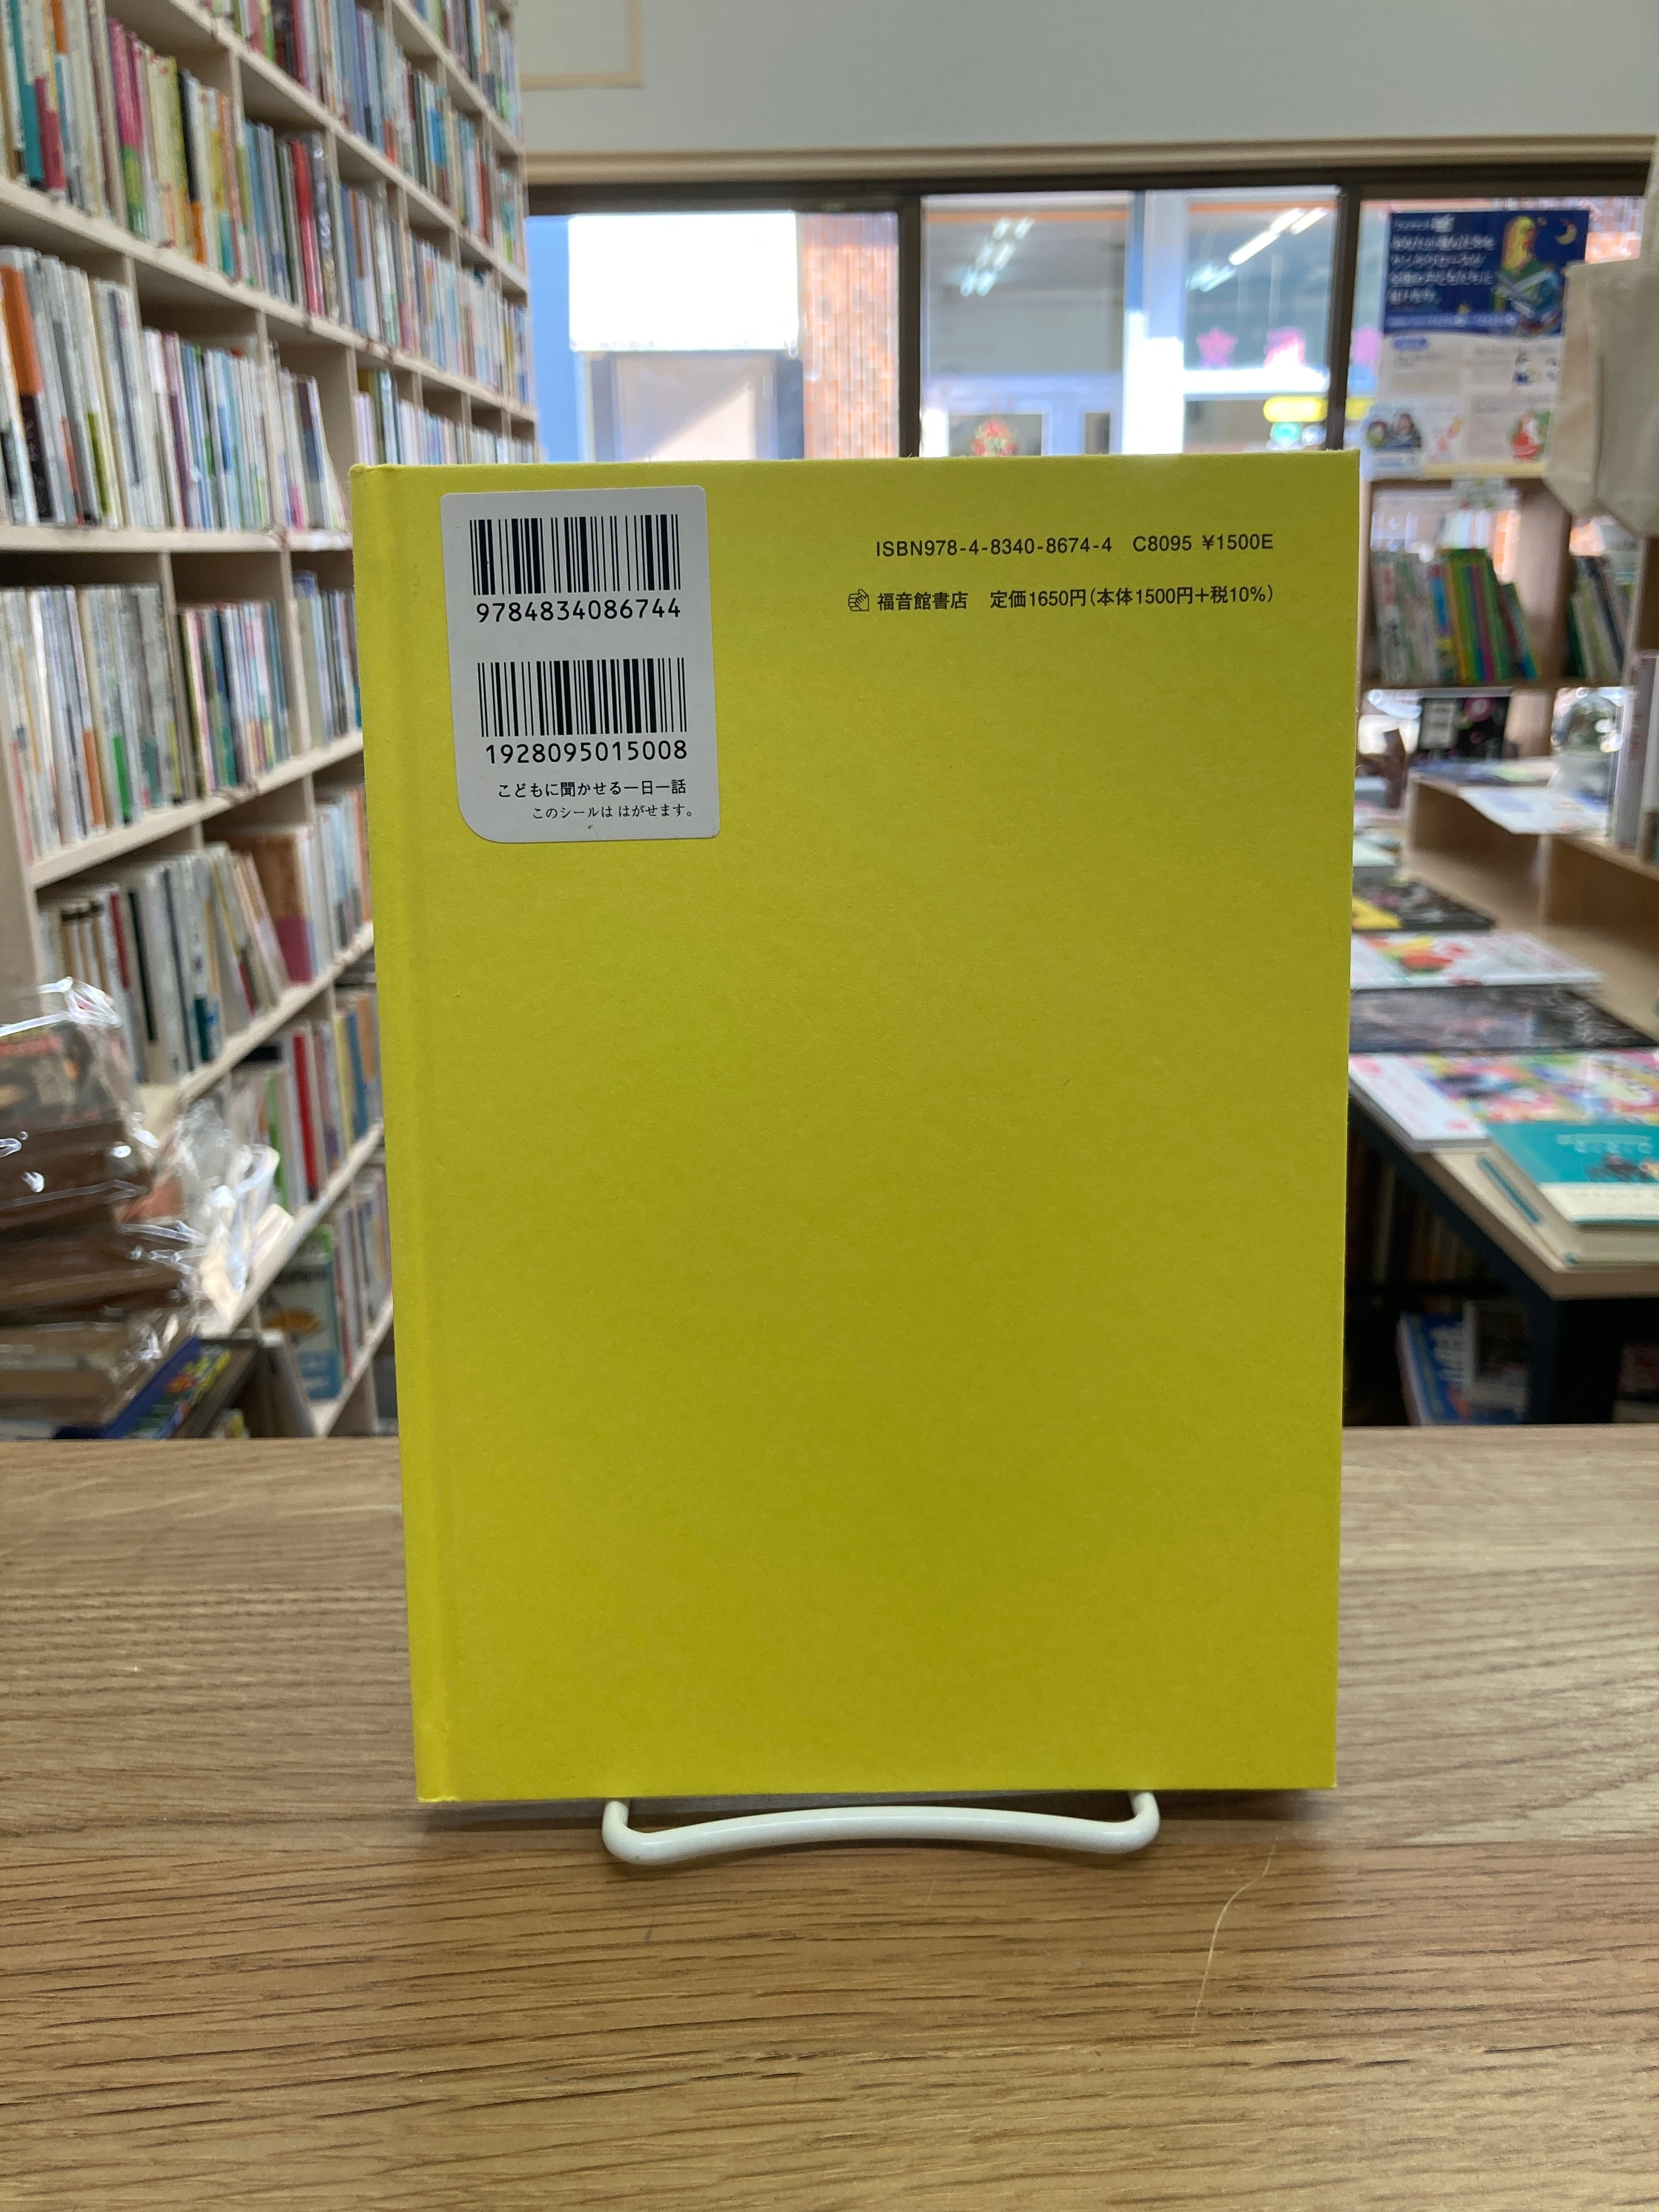 9784834086744
1928095015008
こどもに聞かせる一日一話
このシールは はがせます。
ISBN978-4-8340-8674-4 C8095 ¥1500E
福音館書店 定価1650円(本体1500円+税10%)